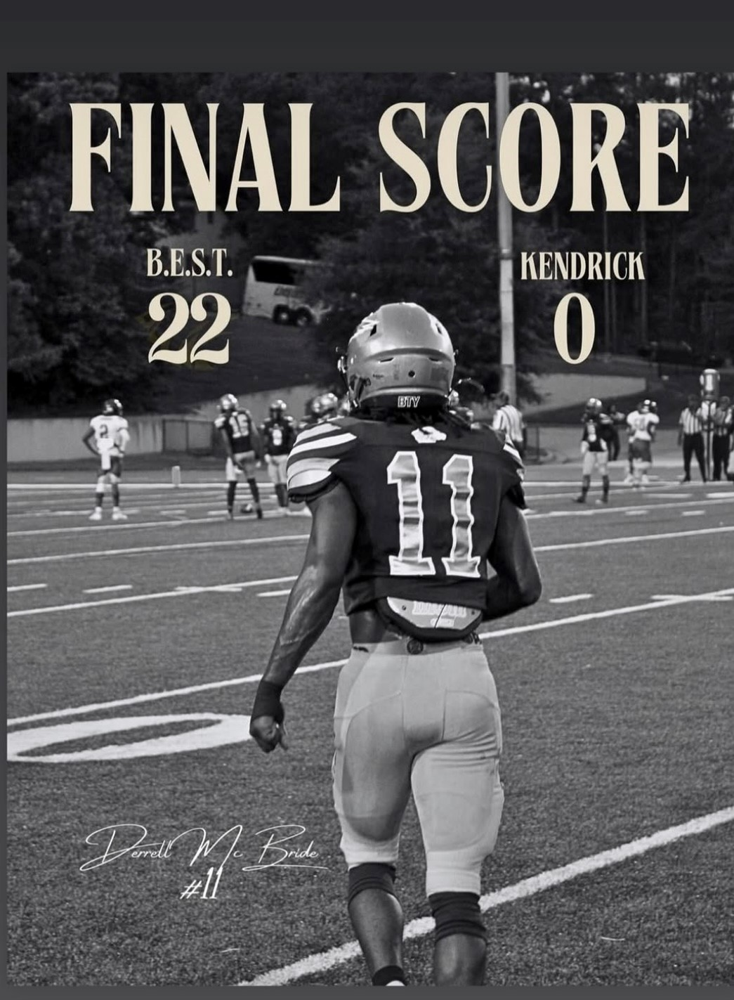 FINAL SCORE
B.E.S.T.
KENDRICK
22
0
BTY
11
Derrell Mc Bride
#11